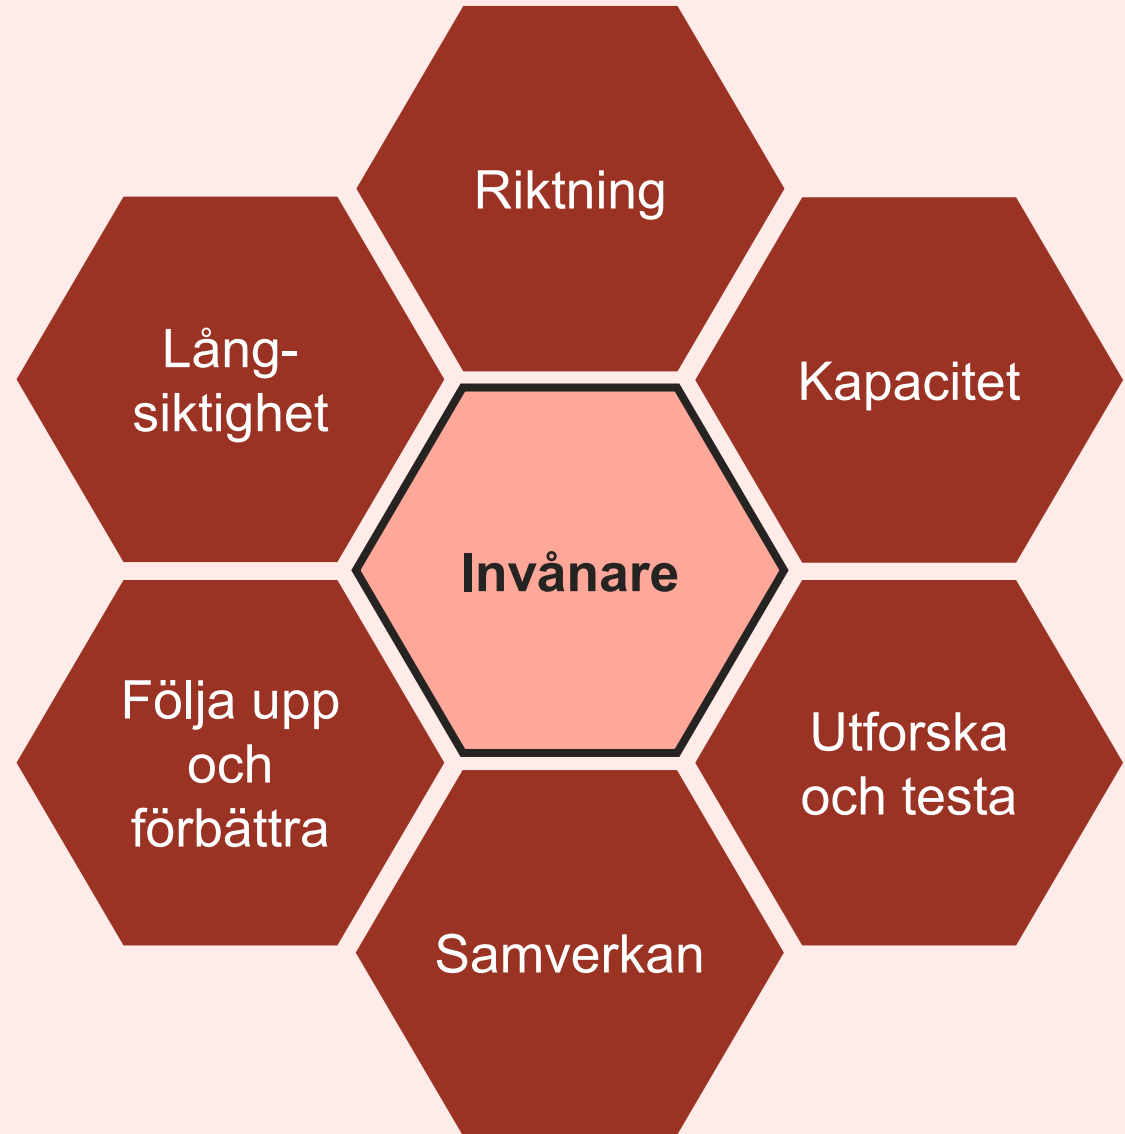 Riktning
Lång-
siktighet
Kapacitet
Invånare
Följa upp
och
förbättra
Utforska
och testa
Samverkan